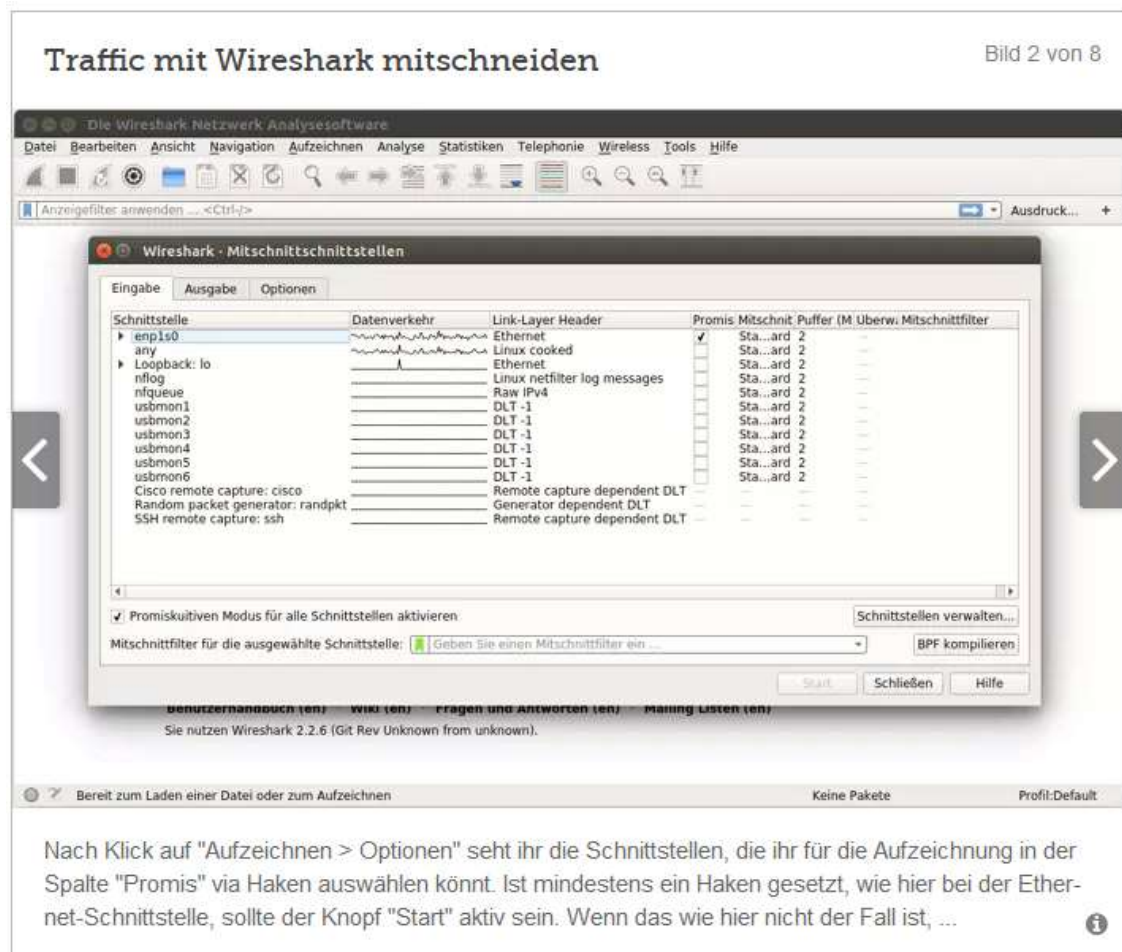 Traffic mit Wireshark mitschneiden
Bild 2 von 8
Die Wireshark Netzwerk Analysesoftware
Datei Bearbeiten Ansicht Navigation Aufzeichnen Analyse Statistiken Telephonie Wireless Tools Hilfe
Anzeigefilter anwenden ... <Ctrl-/> Ausdruck... +
Wireshark · Mitschnittschnittstellen
Eingabe Ausgabe Optionen
Schnittstelle Datenverkehr Link-Layer Header Promis Mitschnit Puffer (M Überwa Mitschnittfilter
enp1s0 Ethernet Sta...ard 2 —
any Linux cooked Sta...ard 2 —
Loopback: lo Ethernet Sta...ard 2 —
nflog Linux netfilter log messages Sta...ard 2 —
nfqueue Raw IPv4 Sta...ard 2 —
usbmon1 DLT -1 Sta...ard 2 —
usbmon2 DLT -1 Sta...ard 2 —
usbmon3 DLT -1 Sta...ard 2 —
usbmon4 DLT -1 Sta...ard 2 —
usbmon5 DLT -1 Sta...ard 2 —
usbmon6 DLT -1 Sta...ard 2 —
Cisco remote capture: cisco Remote capture dependent DLT — — — —
Random packet generator: randpkt Generator dependent DLT — — — —
SSH remote capture: ssh Remote capture dependent DLT — — — —
Promiskuitiven Modus für alle Schnittstellen aktivieren Schnittstellen verwalten...
Mitschnittfilter für die ausgewählte Schnittstelle: Geben Sie einen Mitschnittfilter ein ... BPF kompilieren
Start Schließen Hilfe
Benutzerhandbuch (en) · Wiki (en) · Fragen und Antworten (en) · Mailing Listen (en)
Sie nutzen Wireshark 2.2.6 (Git Rev Unknown from unknown).
Bereit zum Laden einer Datei oder zum Aufzeichnen Keine Pakete Profil:Default
Nach Klick auf "Aufzeichnen > Optionen" seht ihr die Schnittstellen, die ihr für die Aufzeichnung in der
Spalte "Promis" via Haken auswählen könnt. Ist mindestens ein Haken gesetzt, wie hier bei der Ether-
net-Schnittstelle, sollte der Knopf "Start" aktiv sein. Wenn das wie hier nicht der Fall ist, ...